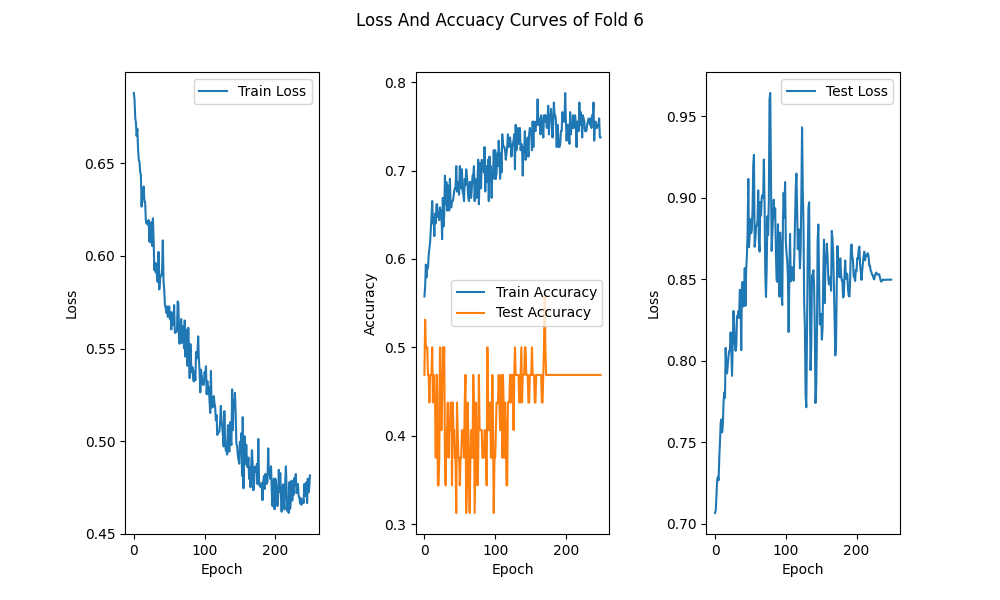 Loss And Accuacy Curves of Fold 6
Train Loss
Loss
0.65
0.60
0.55
0.50
0.45
0
100
200
Epoch
Train Accuracy
Test Accuracy
Accuracy
0.8
0.7
0.6
0.5
0.4
0.3
0
100
200
Epoch
Test Loss
Loss
0.95
0.90
0.85
0.80
0.75
0.70
0
100
200
Epoch